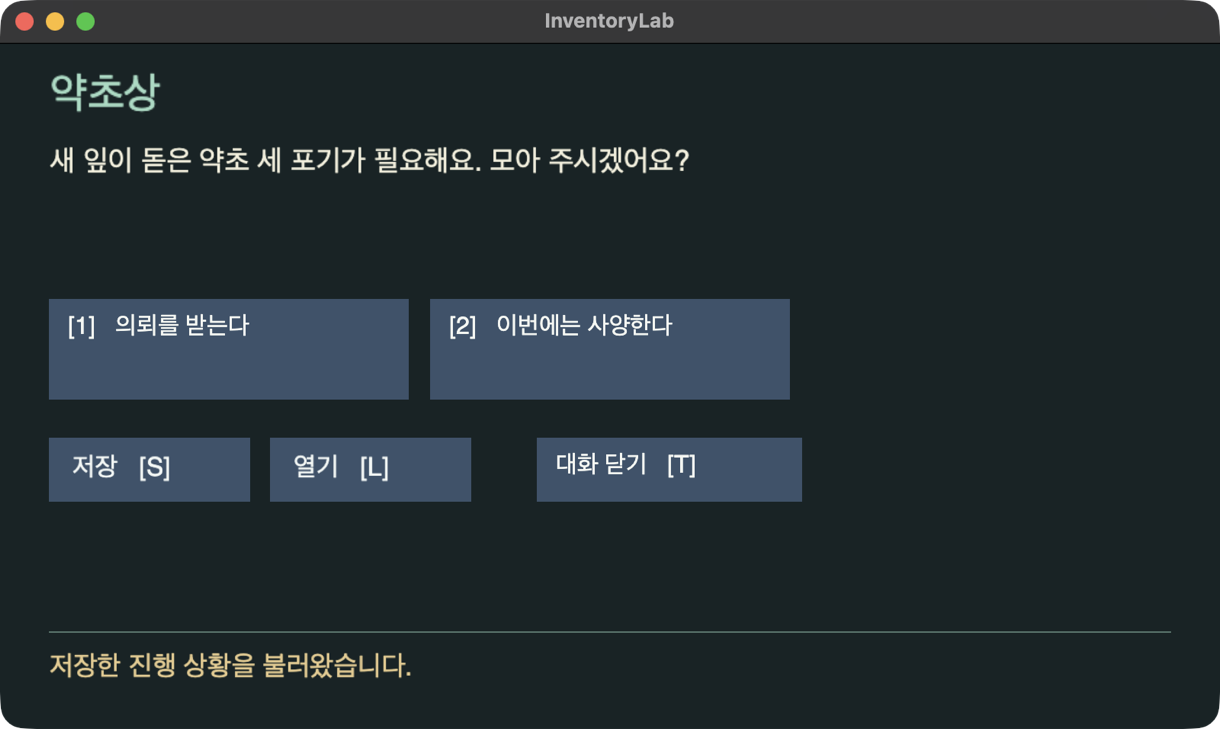 InventoryLab
약초상
새 잎이 돋은 약초 세 포기가 필요해요. 모아 주시겠어요?
[1] 의뢰를 받는다
[2] 이번에는 사양한다
저장 [S]
열기 [L]
대화 닫기 [T]
저장한 진행 상황을 불러왔습니다.